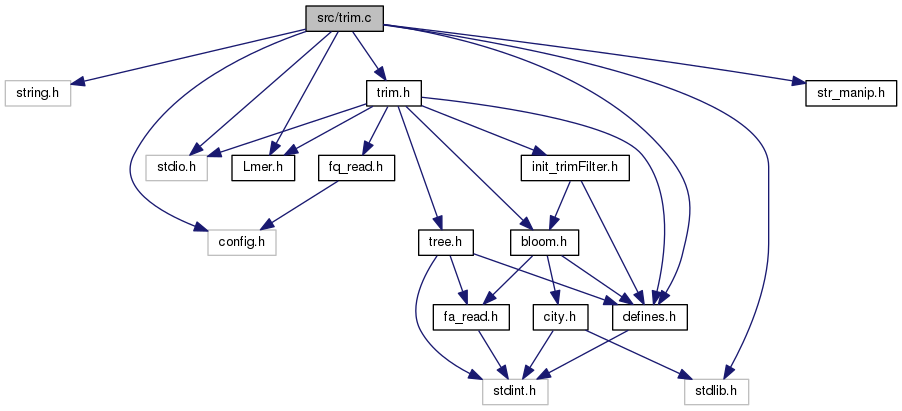 src/trim.c
string.h
trim.h
str_manip.h
stdio.h
Lmer.h
fq_read.h
init_trimFilter.h
config.h
tree.h
bloom.h
fa_read.h
city.h
defines.h
stdint.h
stdlib.h